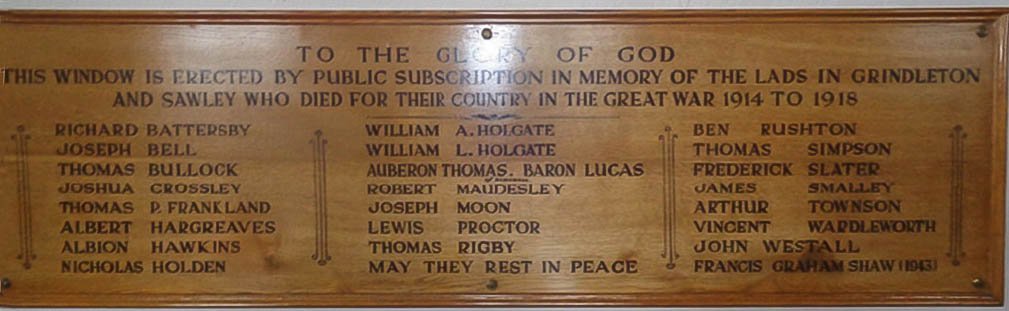 TO THE GLORY OF GOD
THIS WINDOW IS ERECTED BY PUBLIC SUBSCRIPTION IN MEMORY OF THE LADS IN GRINDLETON
AND SAWLEY WHO DIED FOR THEIR COUNTRY IN THE GREAT WAR 1914 TO 1918
RICHARD BATTERSBY
JOSEPH BELL
THOMAS BULLOCK
JOSHUA CROSSLEY
THOMAS P. FRANKLAND
ALBERT HARGREAVES
ALBION HAWKINS
NICHOLAS HOLDEN
WILLIAM A. HOLGATE
WILLIAM L. HOLGATE
AUBERON THOMAS. BARON LUCAS
ROBERT MAUDESLEY
JOSEPH MOON
LEWIS PROCTOR
THOMAS RIGBY
MAY THEY REST IN PEACE
BEN RUSHTON
THOMAS SIMPSON
FREDERICK SLATER
JAMES SMALLEY
ARTHUR TOWNSON
VINCENT WARDLEWORTH
JOHN WESTALL
FRANCIS GRAHAM SHAW (1943)